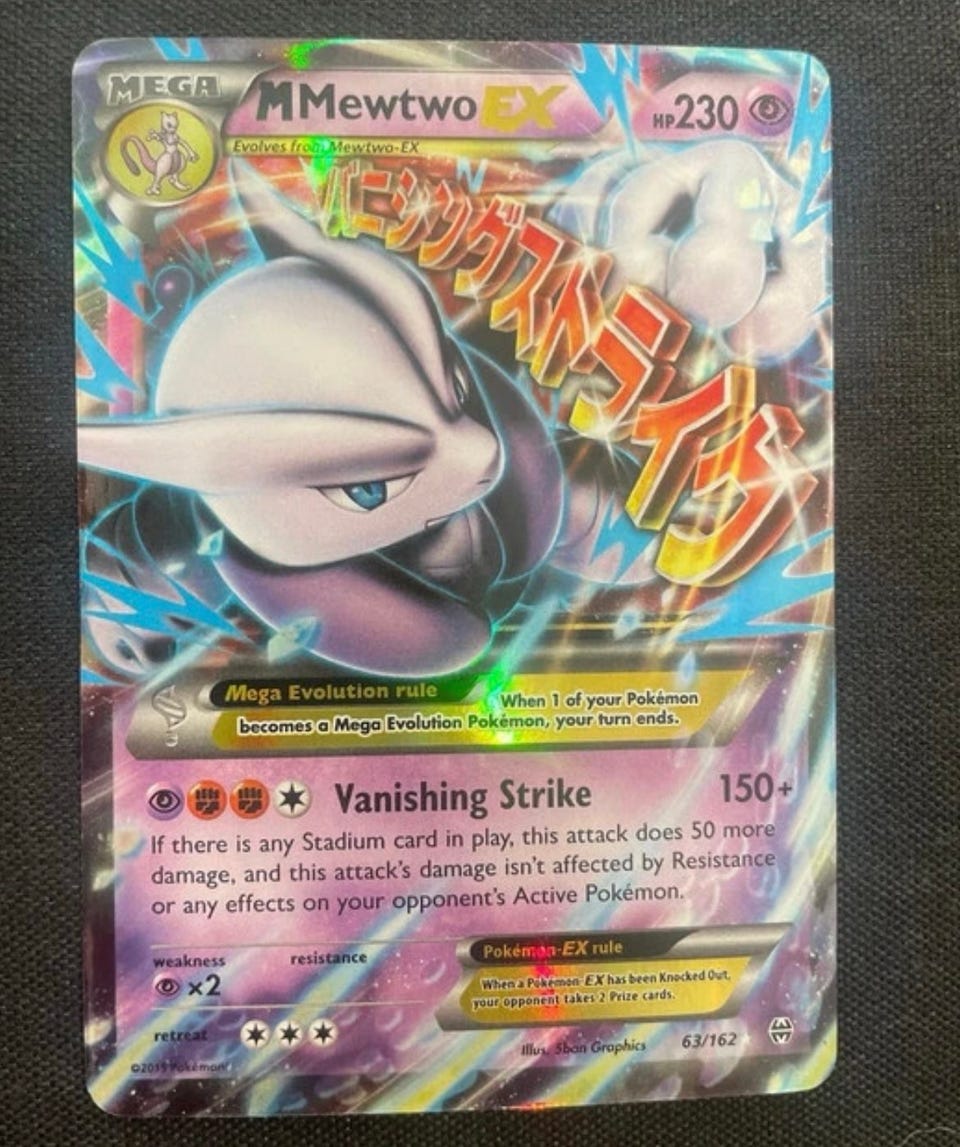 MEGA
MMewtwo EX
HP230
Evolves from Mewtwo-EX
バニシングストライク
Mega Evolution rule
When 1 of your Pokémon
becomes a Mega Evolution Pokémon, your turn ends.
Vanishing Strike 150+
If there is any Stadium card in play, this attack does 50 more
damage, and this attack's damage isn't affected by Resistance
or any effects on your opponent's Active Pokémon.
weakness resistance
×2
Pokémon-EX rule
When a Pokémon-EX has been Knocked Out,
your opponent takes 2 Prize cards.
retreat
Illus. 5ban Graphics 63/162
©2015 Pokémon